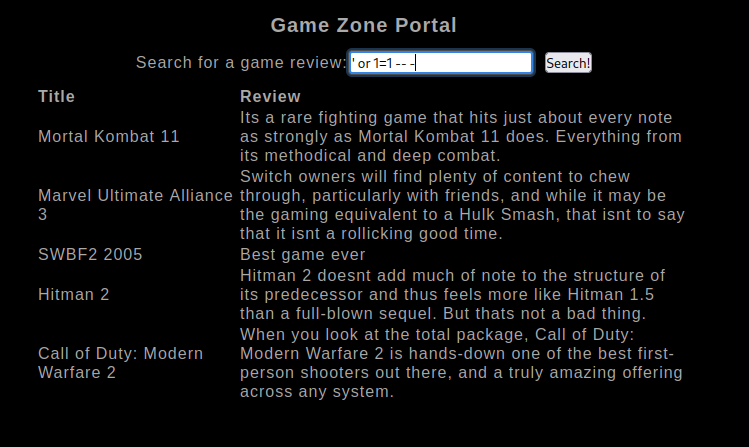 Game Zone Portal
Search for a game review: ' or 1=1 -- - Search!
Title Review
Its a rare fighting game that hits just about every note
Mortal Kombat 11 as strongly as Mortal Kombat 11 does. Everything from
its methodical and deep combat.
Switch owners will find plenty of content to chew
Marvel Ultimate Alliance through, particularly with friends, and while it may be
3 the gaming equivalent to a Hulk Smash, that isnt to say
that it isnt a rollicking good time.
SWBF2 2005 Best game ever
Hitman 2 doesnt add much of note to the structure of
Hitman 2 its predecessor and thus feels more like Hitman 1.5
than a full-blown sequel. But thats not a bad thing.
When you look at the total package, Call of Duty:
Call of Duty: Modern Modern Warfare 2 is hands-down one of the best first-
Warfare 2 person shooters out there, and a truly amazing offering
across any system.